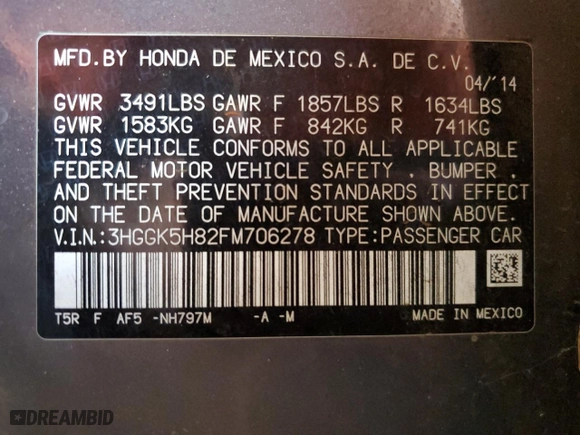 MFD.BY HONDA DE MEXICO S.A. DE C.V.
04/'14
GVWR 3491LBS GAWR F 1857LBS R 1634LBS
GVWR 1583KG GAWR F 842KG R 741KG
THIS VEHICLE CONFORMS TO ALL APPLICABLE
FEDERAL MOTOR VEHICLE SAFETY , BUMPER ,
AND THEFT PREVENTION STANDARDS IN EFFECT
ON THE DATE OF MANUFACTURE SHOWN ABOVE.
V.I.N.:3HGGK5H82FM706278 TYPE:PASSENGER CAR
T5R F AF5 -NH797M -A -M MADE IN MEXICO
DREAMBID